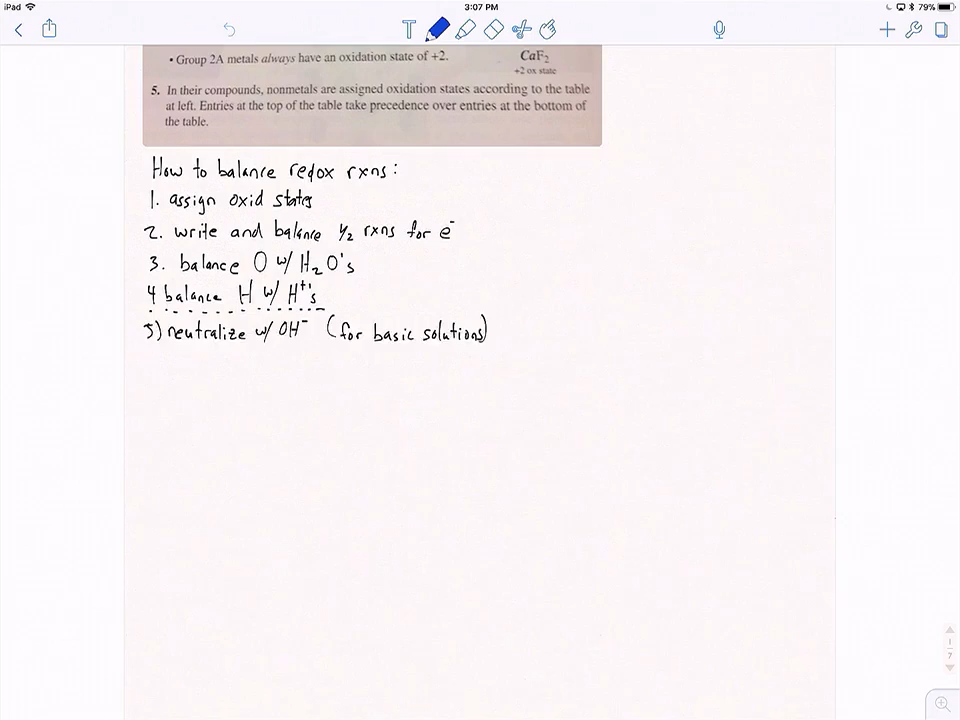 iPad 3:07 PM 79%
T
• Group 2A metals always have an oxidation state of +2. CaF₂
+2 ox state
5. In their compounds, nonmetals are assigned oxidation states according to the table
at left. Entries at the top of the table take precedence over entries at the bottom of
the table.
How to balance redox rxns:
1. assign oxid states
2. write and balance 1/2 rxns for e⁻
3. balance O w/ H₂O's
4 balance H w/ H⁺'s
5) neutralize w/ OH⁻ (for basic solutions)
1
7